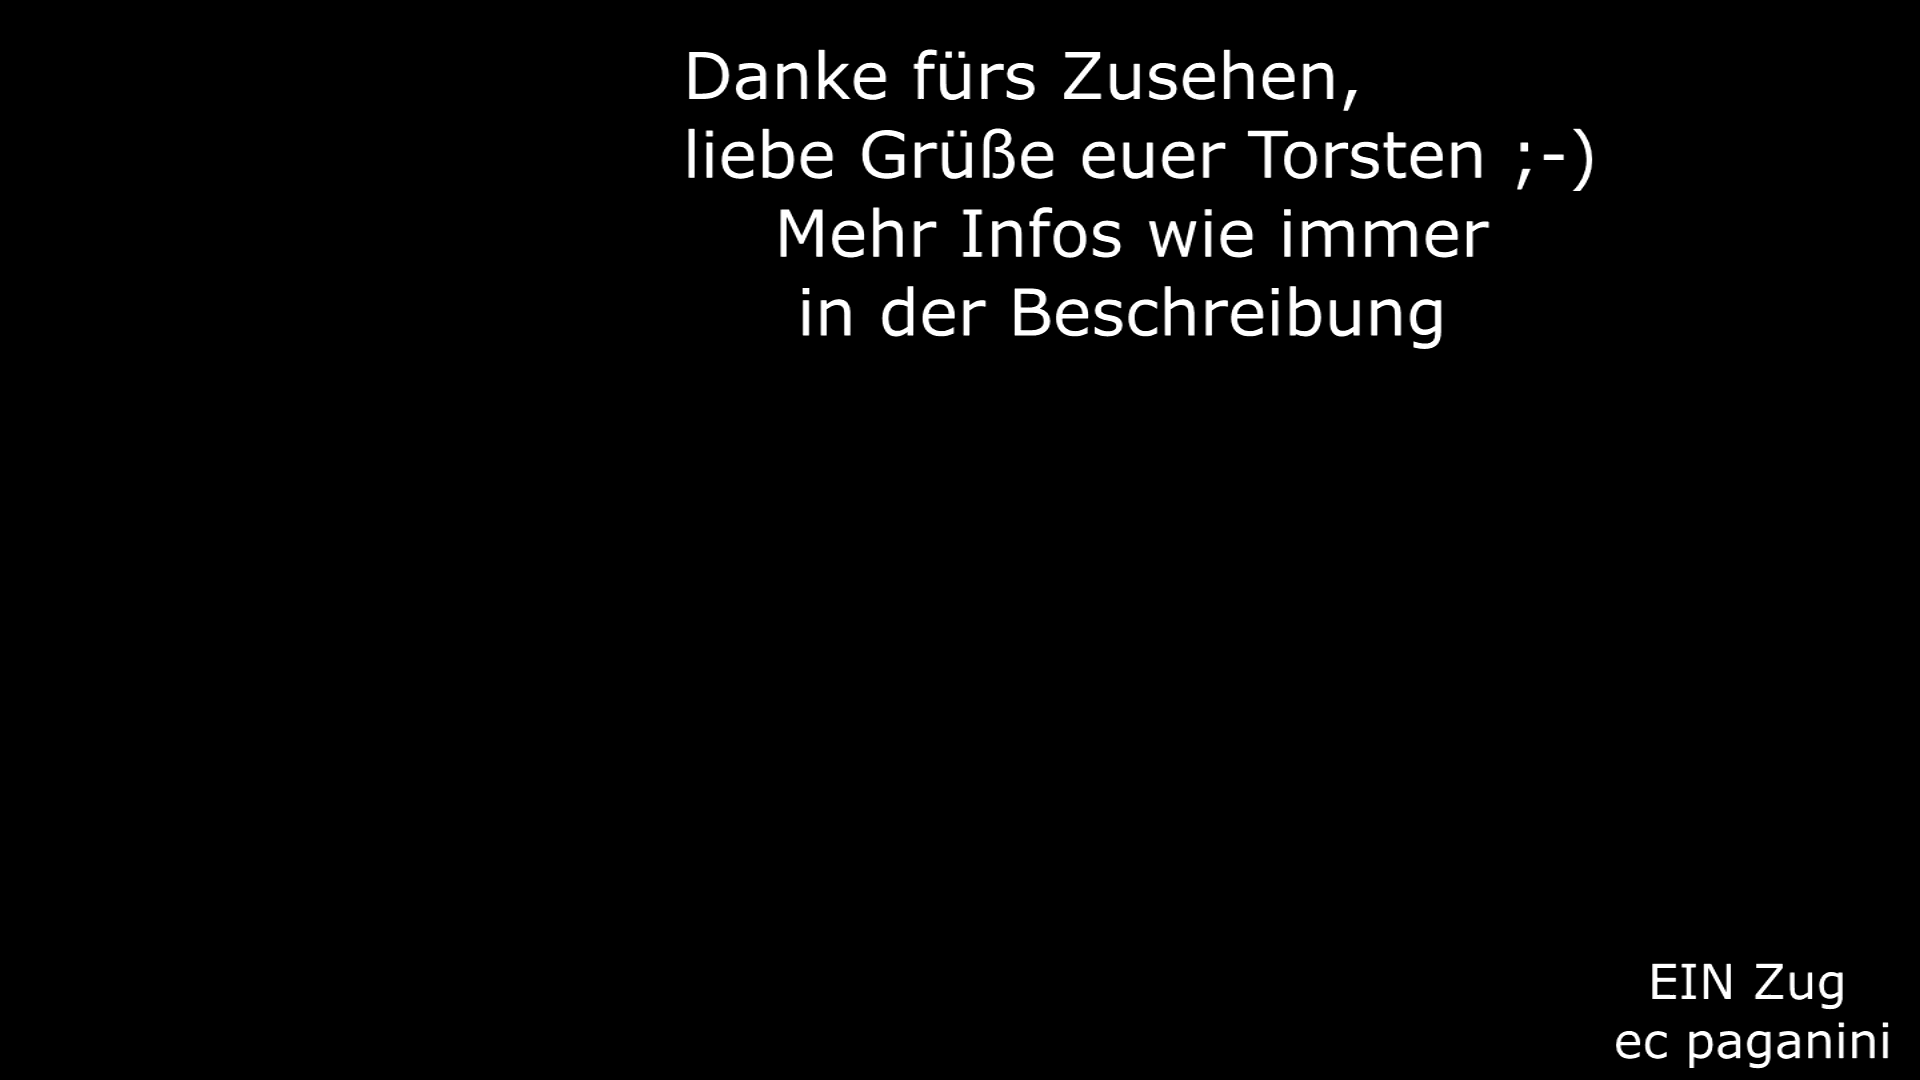 Danke fürs Zusehen,
liebe Grüße euer Torsten ;-)
Mehr Infos wie immer
in der Beschreibung
EIN Zug
ec paganini